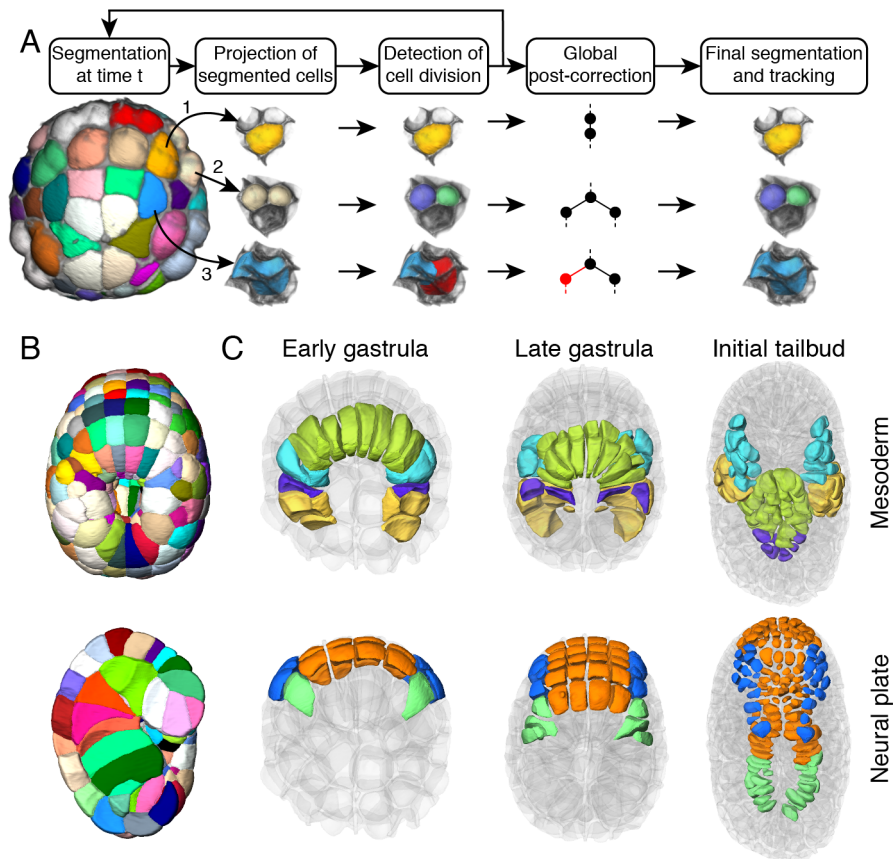 A
Segmentation
at time t
Projection of
segmented cells
Detection of
cell division
Global
post-correction
Final segmentation
and tracking
1
2
3
B
C
Early gastrula
Late gastrula
Initial tailbud
Mesoderm
Neural plate